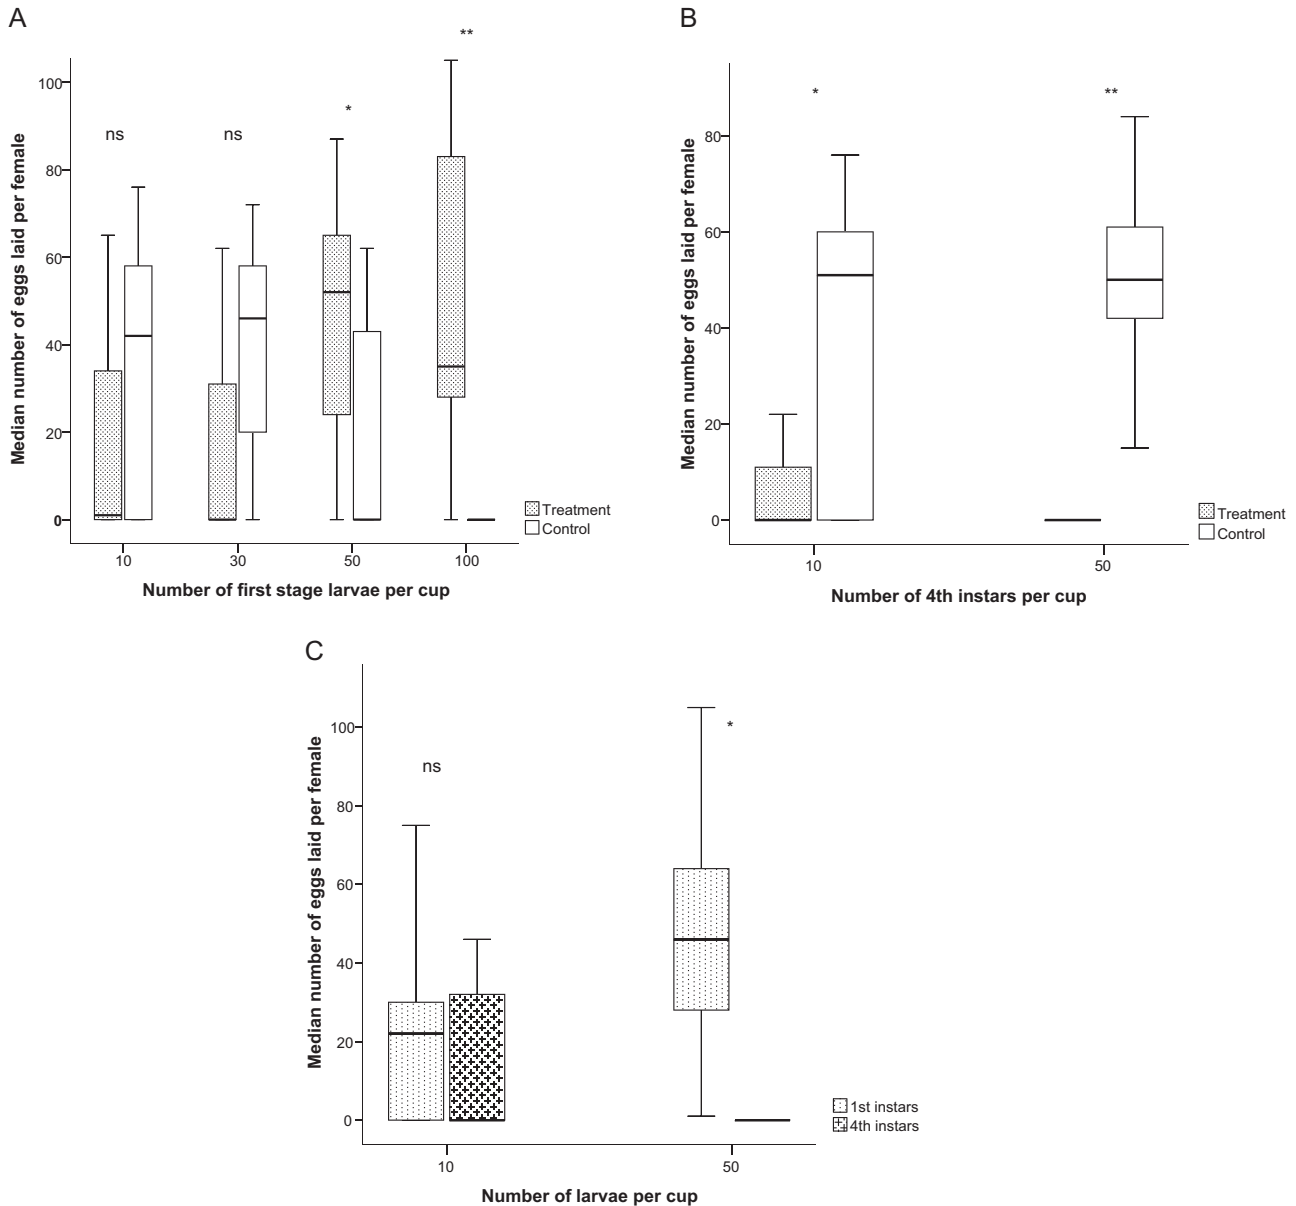 A
Median number of eggs laid per female
100
80
60
40
20
0
ns
ns
*
**
10
30
50
100
Number of first stage larvae per cup
Treatment
Control
B
Median number of eggs laid per female
80
60
40
20
0
*
**
10
50
Number of 4th instars per cup
Treatment
Control
C
Median number of eggs laid per female
100
80
60
40
20
0
ns
*
10
50
Number of larvae per cup
1st instars
4th instars